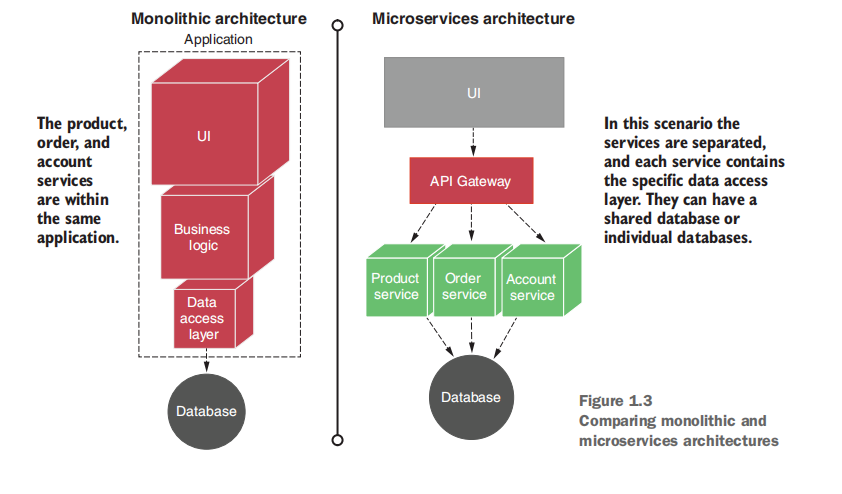 Monolithic architecture
Application
The product,
order, and
account
services
are within
the same
application.
UI
Business
logic
Data
access
layer
Database
Microservices architecture
UI
API Gateway
Product
service
Order
service
Account
service
Database
In this scenario the
services are separated,
and each service contains
the specific data access
layer. They can have a
shared database or
individual databases.
Figure 1.3
Comparing monolithic and
microservices architectures